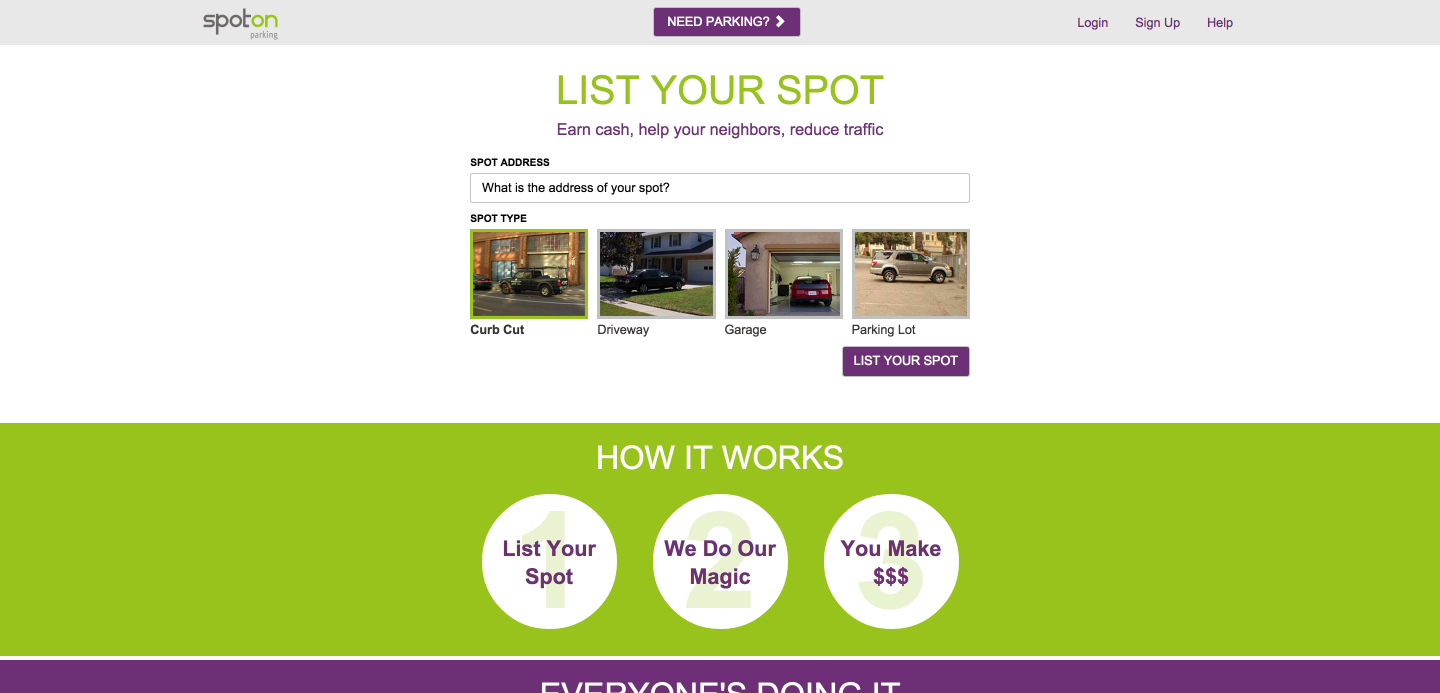 spoton
parking
NEED PARKING?
Login
Sign Up
Help
LIST YOUR SPOT
Earn cash, help your neighbors, reduce traffic
SPOT ADDRESS
What is the address of your spot?
SPOT TYPE
Curb Cut
Driveway
Garage
Parking Lot
LIST YOUR SPOT
HOW IT WORKS
1
List Your
Spot
2
We Do Our
Magic
3
You Make
$$$
EVERYONE'S DOING IT